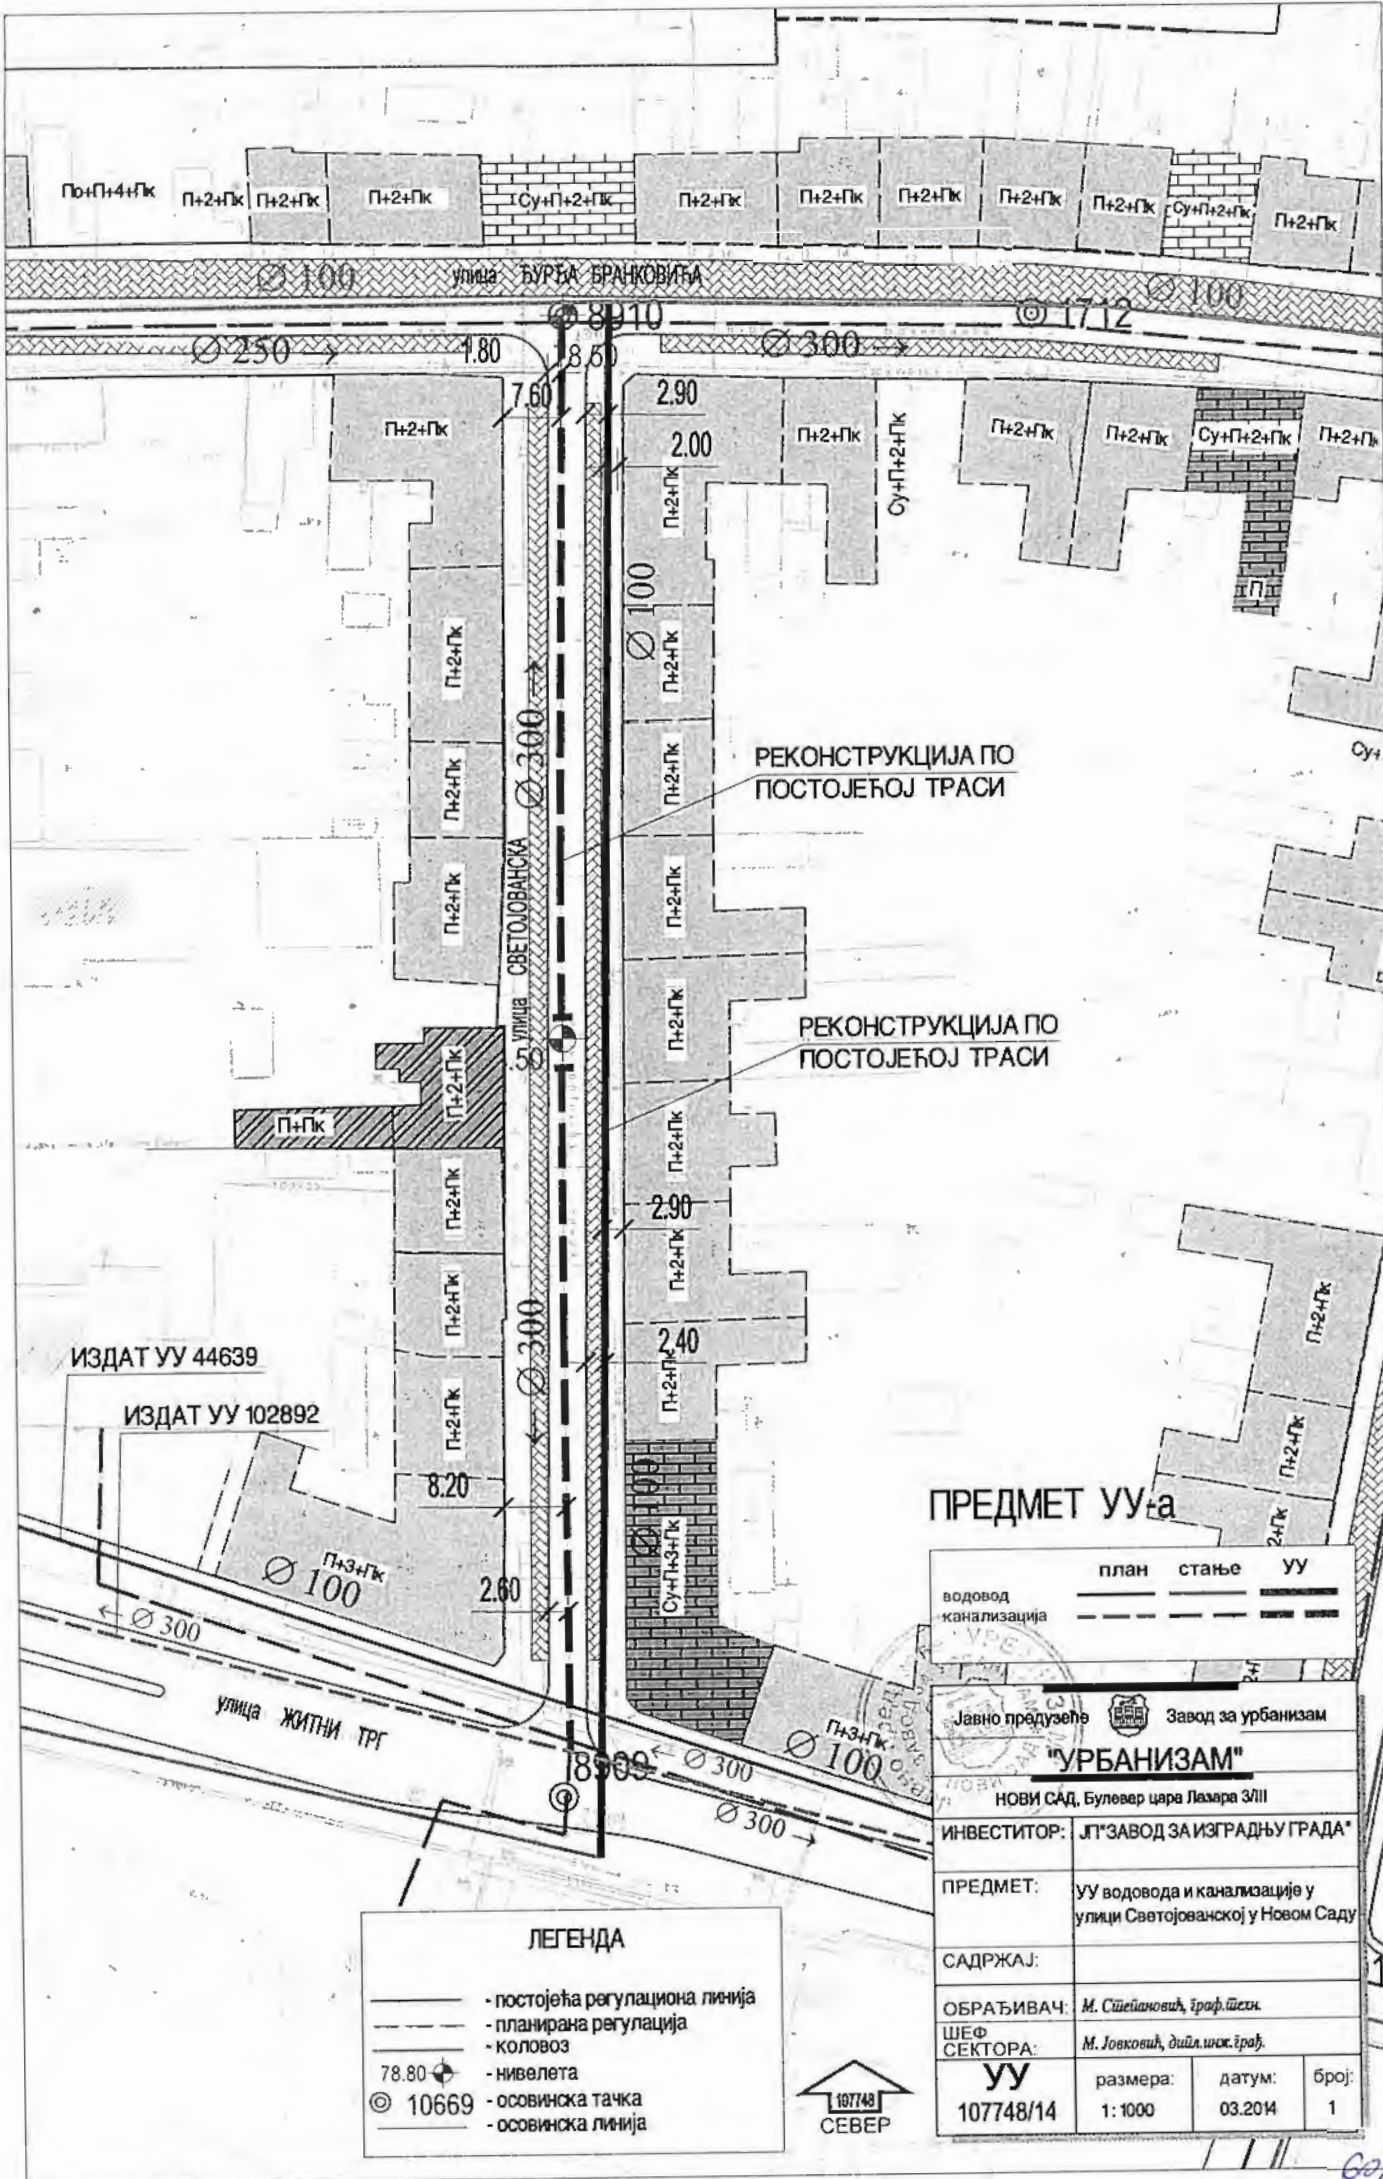 По+П+4+Пк
П+2+Пк
П+2+Пк
П+2+Пк
Су+П+2+Пк
П+2+Пк
П+2+Пк
П+2+Пк
П+2+Пк
П+2+Пк
Су+П+2+Пк
П+2+Пк
Ø 100
улица ЂУРЂА БРАНКОВИЋА
Ø 100
8910
1712
Ø 250 →
1.80
8.60
Ø 300 →
7.60
2.90
2.00
П+2+Пк
П+2+Пк
П+2+Пк
Су+П+2+Пк
П+2+Пк
П+2+Пк
Су+П+2+Пк
П+2+Пк
П
Ø 100
П+2+Пк
П+2+Пк
П+2+Пк
П+2+Пк
П+2+Пк
П+2+Пк
Ø 300 →
улица СВЕТОЈОВАНСКА
РЕКОНСТРУКЦИЈА ПО
ПОСТОЈЕЋОЈ ТРАСИ
Су+
П+2+Пк
РЕКОНСТРУКЦИЈА ПО
ПОСТОЈЕЋОЈ ТРАСИ
.50
П+2+Пк
П+Пк
П+2+Пк
П+2+Пк
2.90
П+2+Пк
П+2+Пк
Ø 300
2.40
П+2+Пк
П+2+Пк
П+2+Пк
П+2+Пк
ИЗДАТ УУ 44639
ИЗДАТ УУ 102892
8.20
Ø 100
Су+П+3+Пк
П+3+Пк
Ø 100
2.60
← Ø 300
улица ЖИТНИ ТРГ
8909
← Ø 300
Ø 300 →
П+3+Пк
Ø 100
2+Пк
ПРЕДМЕТ УУ-а
план стање УУ
водовод
канализација
Јавно предузеће Завод за урбанизам
"УРБАНИЗАМ"
НОВИ САД, Булевар цара Лазара 3/III
ИНВЕСТИТОР: ЈП"ЗАВОД ЗА ИЗГРАДЊУ ГРАДА"
ПРЕДМЕТ: УУ водовода и канализације у
улици Светојованској у Новом Саду
САДРЖАЈ:
ОБРАЂИВАЧ: М. Степановић, грађ.техн.
ШЕФ
СЕКТОРА: М. Јовковић, дипл.инж.грађ.
УУ размера: датум: број:
107748/14 1:1000 03.2014 1
ЛЕГЕНДА
- постојећа регулациона линија
- планирана регулација
- коловоз
78.80 - нивелета
10669 - осовинска тачка
- осовинска линија
107748
СЕВЕР